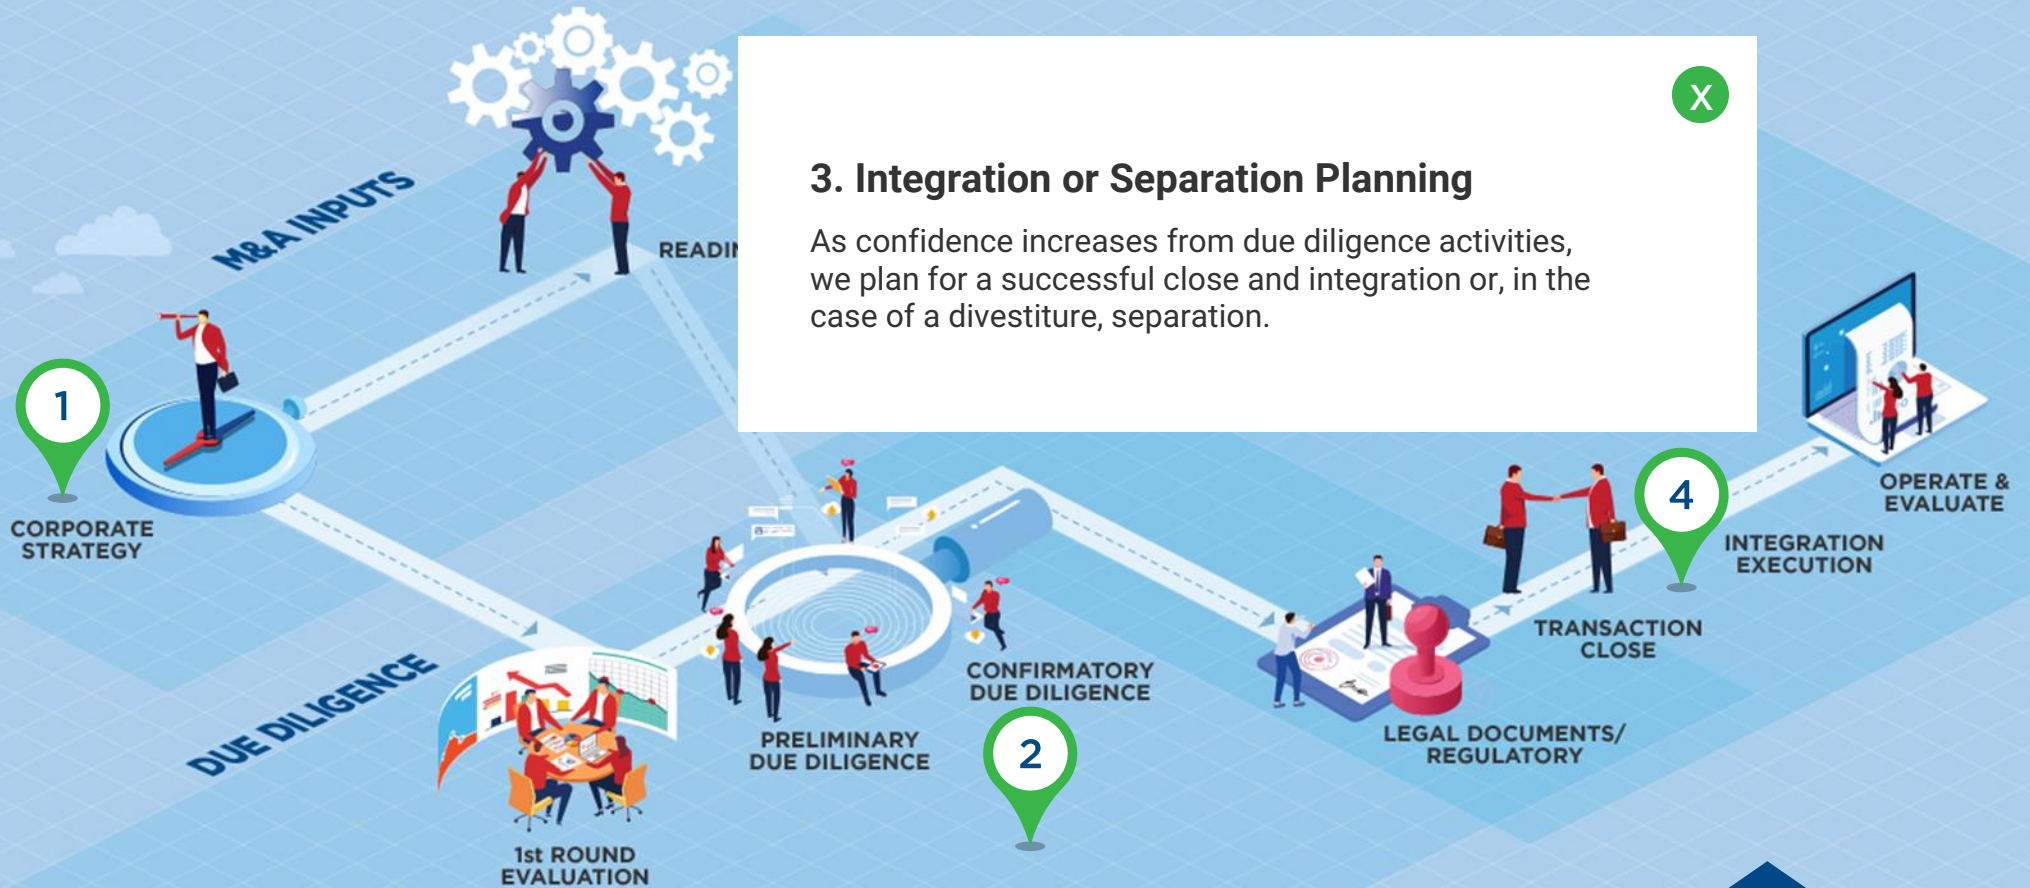 M&A INPUTS
X
3. Integration or Separation Planning
As confidence increases from due diligence activities,
we plan for a successful close and integration or, in the
case of a divestiture, separation.
1
CORPORATE
STRATEGY
4
OPERATE &
EVALUATE
INTEGRATION
EXECUTION
TRANSACTION
CLOSE
CONFIRMATORY
DUE DILIGENCE
DUE DILIGENCE
PRELIMINARY
DUE DILIGENCE
2
LEGAL DOCUMENTS/
REGULATORY
1st ROUND
EVALUATION